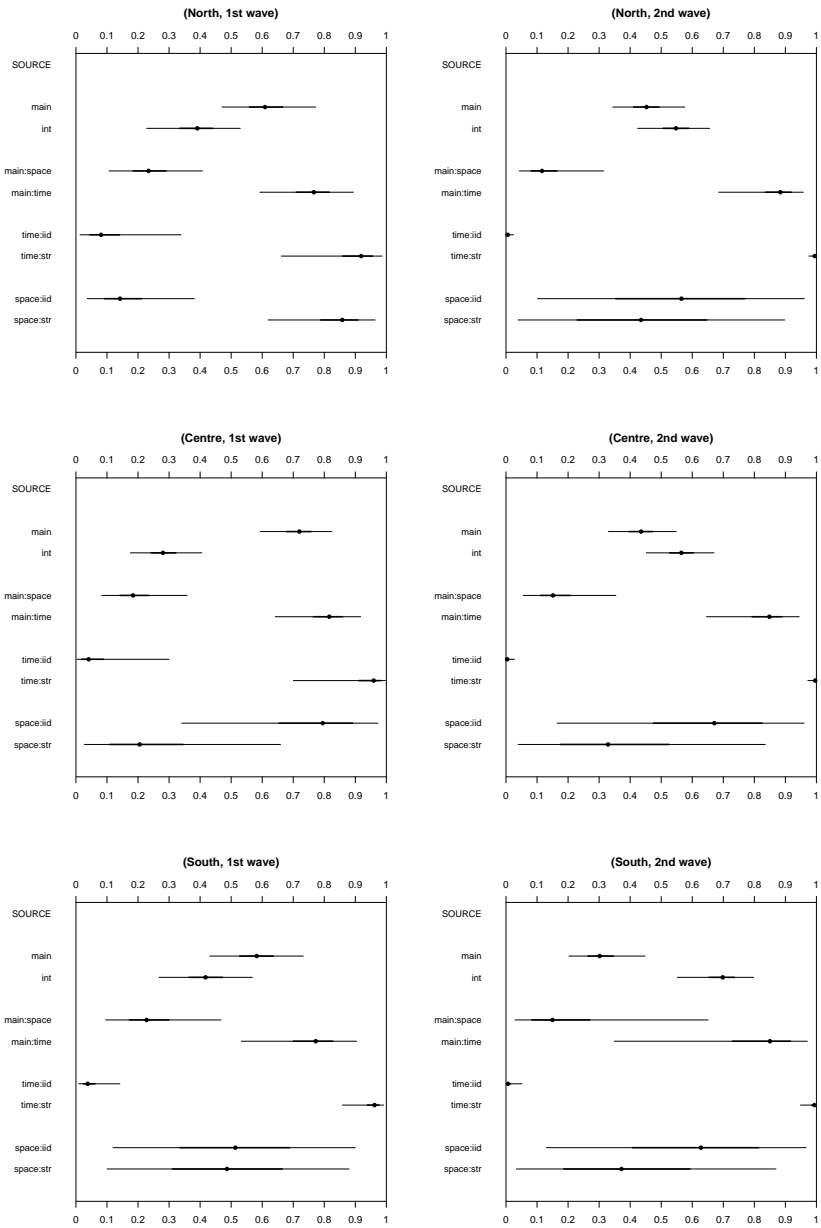 (North, 1st wave)
0 0.1 0.2 0.3 0.4 0.5 0.6 0.7 0.8 0.9 1
SOURCE
main
int
main:space
main:time
time:iid
time:str
space:iid
space:str
0 0.1 0.2 0.3 0.4 0.5 0.6 0.7 0.8 0.9 1
(North, 2nd wave)
0 0.1 0.2 0.3 0.4 0.5 0.6 0.7 0.8 0.9 1
SOURCE
main
int
main:space
main:time
time:iid
time:str
space:iid
space:str
0 0.1 0.2 0.3 0.4 0.5 0.6 0.7 0.8 0.9 1
(Centre, 1st wave)
0 0.1 0.2 0.3 0.4 0.5 0.6 0.7 0.8 0.9 1
SOURCE
main
int
main:space
main:time
time:iid
time:str
space:iid
space:str
0 0.1 0.2 0.3 0.4 0.5 0.6 0.7 0.8 0.9 1
(Centre, 2nd wave)
0 0.1 0.2 0.3 0.4 0.5 0.6 0.7 0.8 0.9 1
SOURCE
main
int
main:space
main:time
time:iid
time:str
space:iid
space:str
0 0.1 0.2 0.3 0.4 0.5 0.6 0.7 0.8 0.9 1
(South, 1st wave)
0 0.1 0.2 0.3 0.4 0.5 0.6 0.7 0.8 0.9 1
SOURCE
main
int
main:space
main:time
time:iid
time:str
space:iid
space:str
0 0.1 0.2 0.3 0.4 0.5 0.6 0.7 0.8 0.9 1
(South, 2nd wave)
0 0.1 0.2 0.3 0.4 0.5 0.6 0.7 0.8 0.9 1
SOURCE
main
int
main:space
main:time
time:iid
time:str
space:iid
space:str
0 0.1 0.2 0.3 0.4 0.5 0.6 0.7 0.8 0.9 1